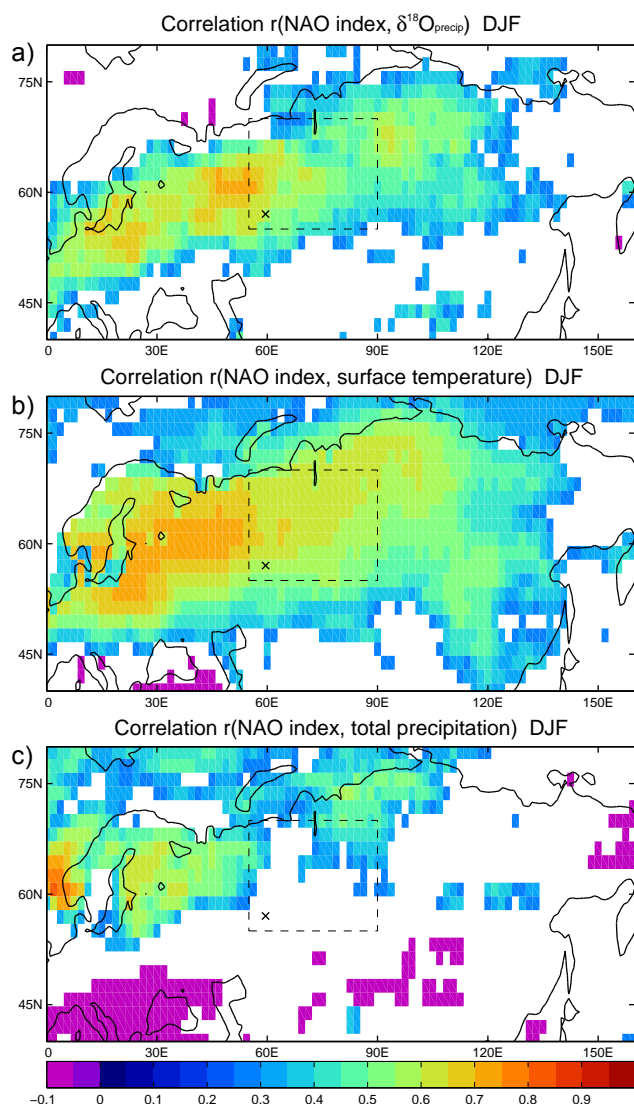 Correlation r(NAO index, δ¹⁸Oprecip) DJF
a)
75N
60N
45N
0 30E 60E 90E 120E 150E
Correlation r(NAO index, surface temperature) DJF
b)
75N
60N
45N
0 30E 60E 90E 120E 150E
Correlation r(NAO index, total precipitation) DJF
c)
75N
60N
45N
0 30E 60E 90E 120E 150E
−0.1 0 0.1 0.2 0.3 0.4 0.5 0.6 0.7 0.8 0.9